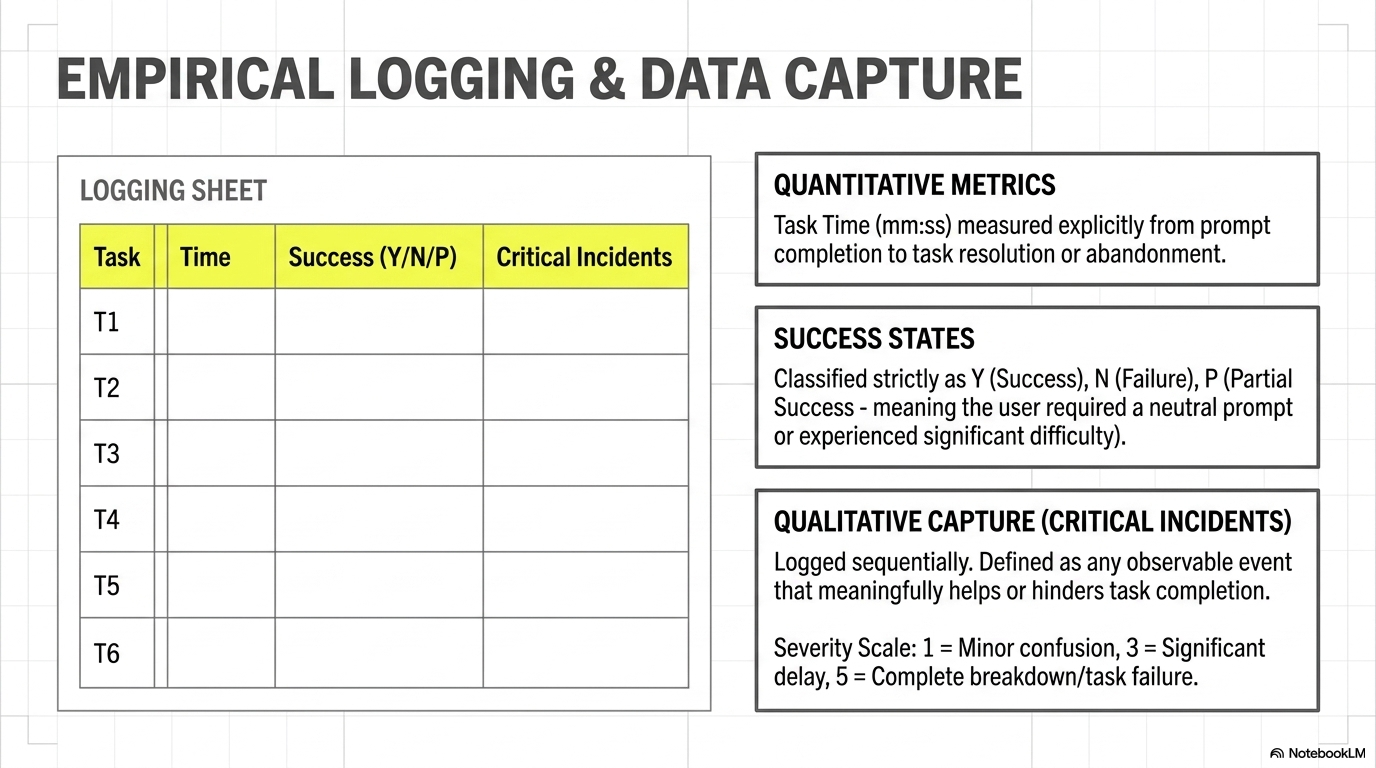 EMPIRICAL LOGGING & DATA CAPTURE
LOGGING SHEET
Task Time Success (Y/N/P) Critical Incidents
T1
T2
T3
T4
T5
T6
QUANTITATIVE METRICS
Task Time (mm:ss) measured explicitly from prompt
completion to task resolution or abandonment.
SUCCESS STATES
Classified strictly as Y (Success), N (Failure), P (Partial
Success - meaning the user required a neutral prompt
or experienced significant difficulty).
QUALITATIVE CAPTURE (CRITICAL INCIDENTS)
Logged sequentially. Defined as any observable event
that meaningfully helps or hinders task completion.
Severity Scale: 1 = Minor confusion, 3 = Significant
delay, 5 = Complete breakdown/task failure.
NotebookLM